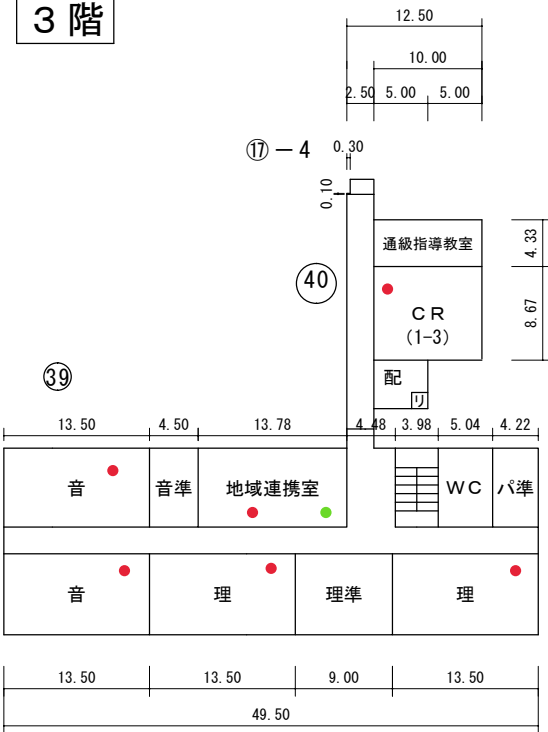 3階
12.50
10.00
2.50 5.00 5.00
⑰－4 0.30
0.10
通級指導教室 4.33
㊵
CR
(1-3)
8.67
㊴
配
リ
13.50 4.50 13.78 4.48 3.98 5.04 4.22
音 音準 地域連携室 WC パ準
音 理 理準 理
13.50 13.50 9.00 13.50
49.50